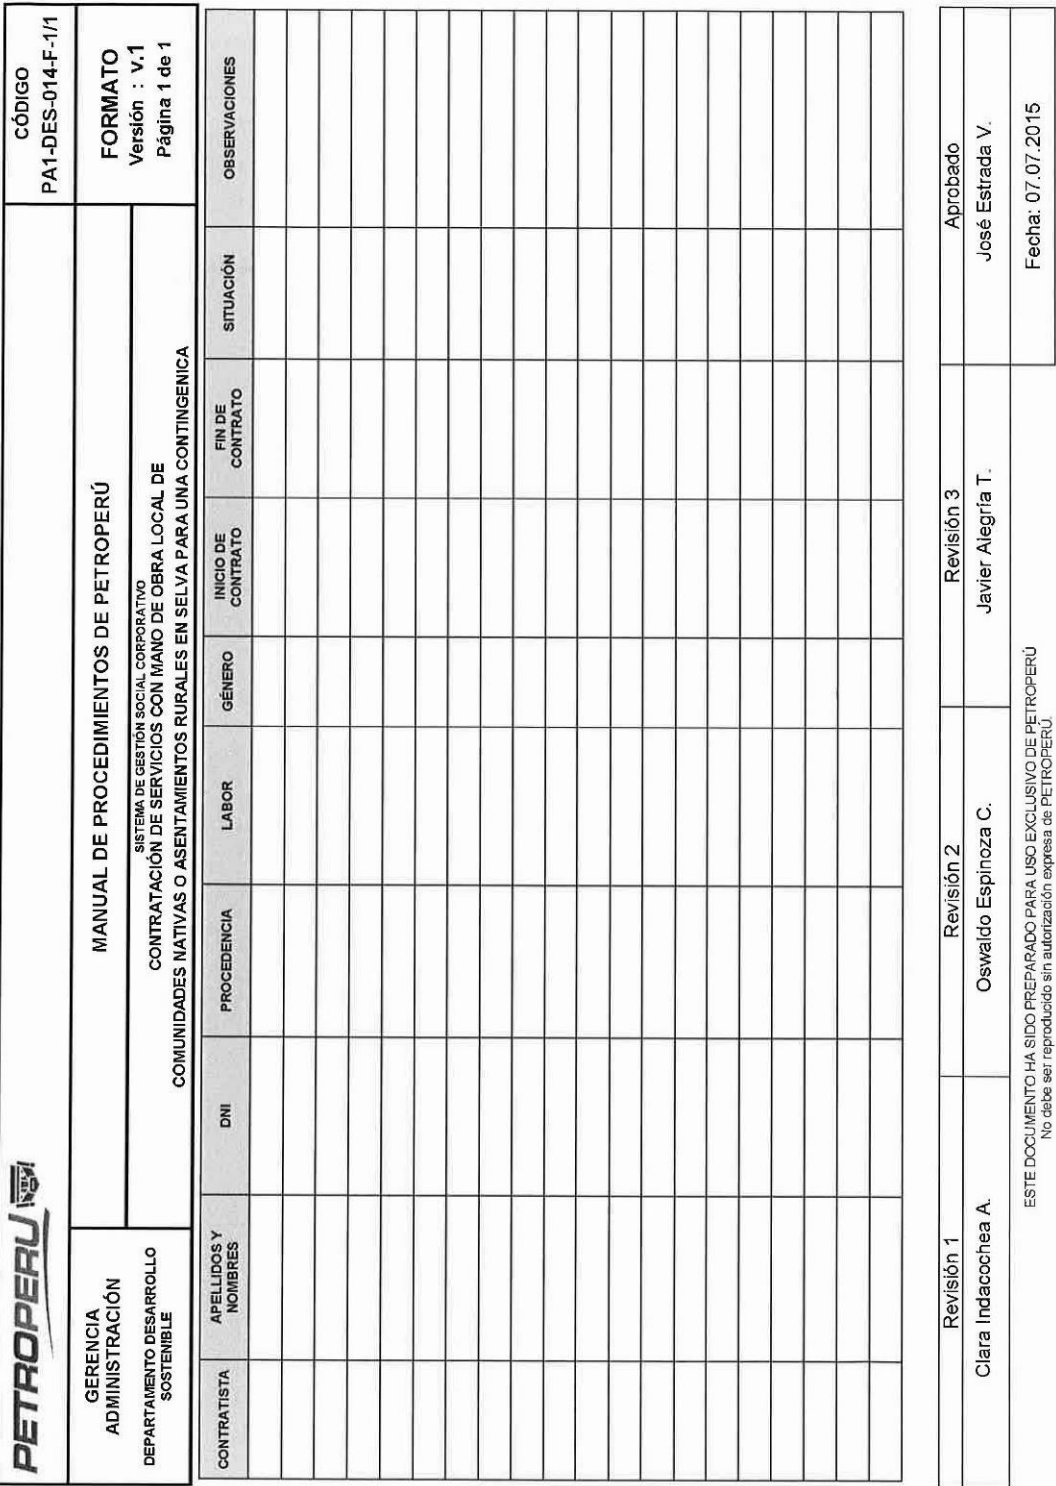 PETROPERU
CÓDIGO
PA1-DES-014-F-1/1
GERENCIA
ADMINISTRACIÓN
DEPARTAMENTO DESARROLLO
SOSTENIBLE
MANUAL DE PROCEDIMIENTOS DE PETROPERÚ
SISTEMA DE GESTIÓN SOCIAL CORPORATIVO
CONTRATACIÓN DE SERVICIOS CON MANO DE OBRA LOCAL DE
COMUNIDADES NATIVAS O ASENTAMIENTOS RURALES EN SELVA PARA UNA CONTINGENICA
FORMATO
Versión : v.1
Página 1 de 1
CONTRATISTA
APELLIDOS Y
NOMBRES
DNI
PROCEDENCIA
LABOR
GÉNERO
INICIO DE
CONTRATO
FIN DE
CONTRATO
SITUACIÓN
OBSERVACIONES
Revisión 1
Revisión 2
Revisión 3
Aprobado
Clara Indacochea A.
Oswaldo Espinoza C.
Javier Alegría T.
José Estrada V.
ESTE DOCUMENTO HA SIDO PREPARADO PARA USO EXCLUSIVO DE PETROPERÚ
No debe ser reproducido sin autorización expresa de PETROPERÚ.
Fecha: 07.07.2015